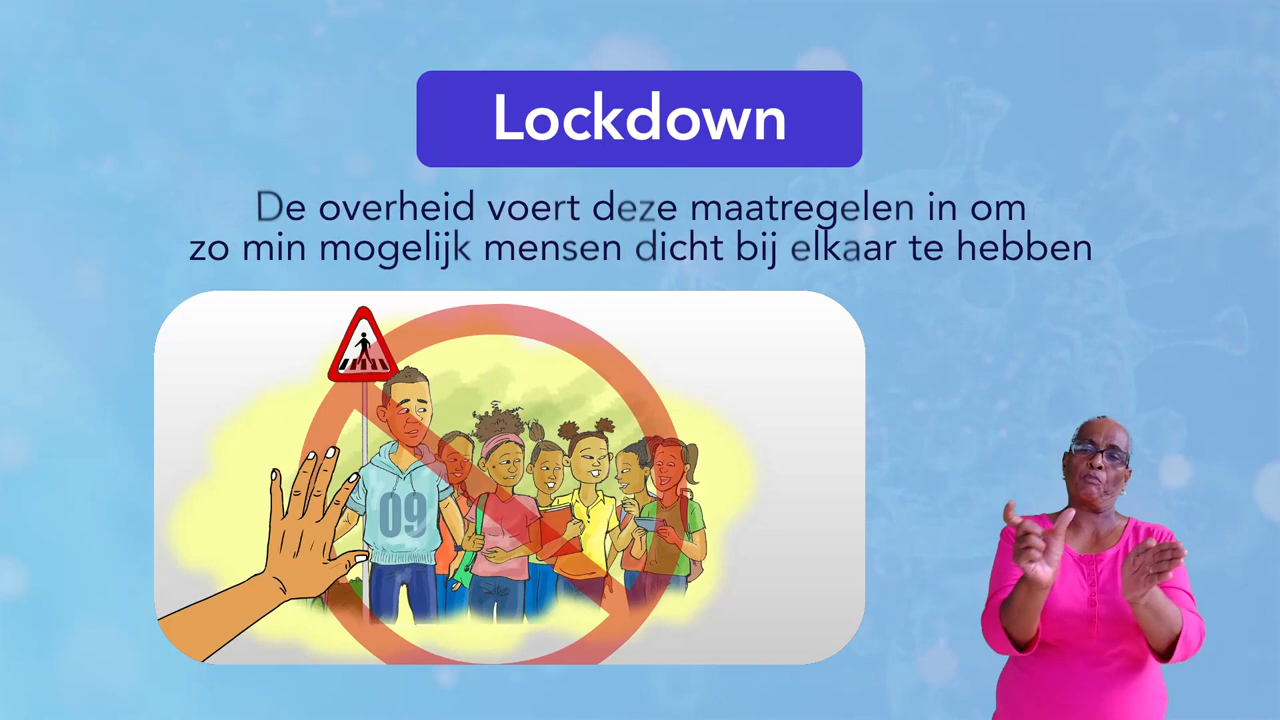 Lockdown
De overheid voert deze maatregelen in om
zo min mogelijk mensen dicht bij elkaar te hebben
09